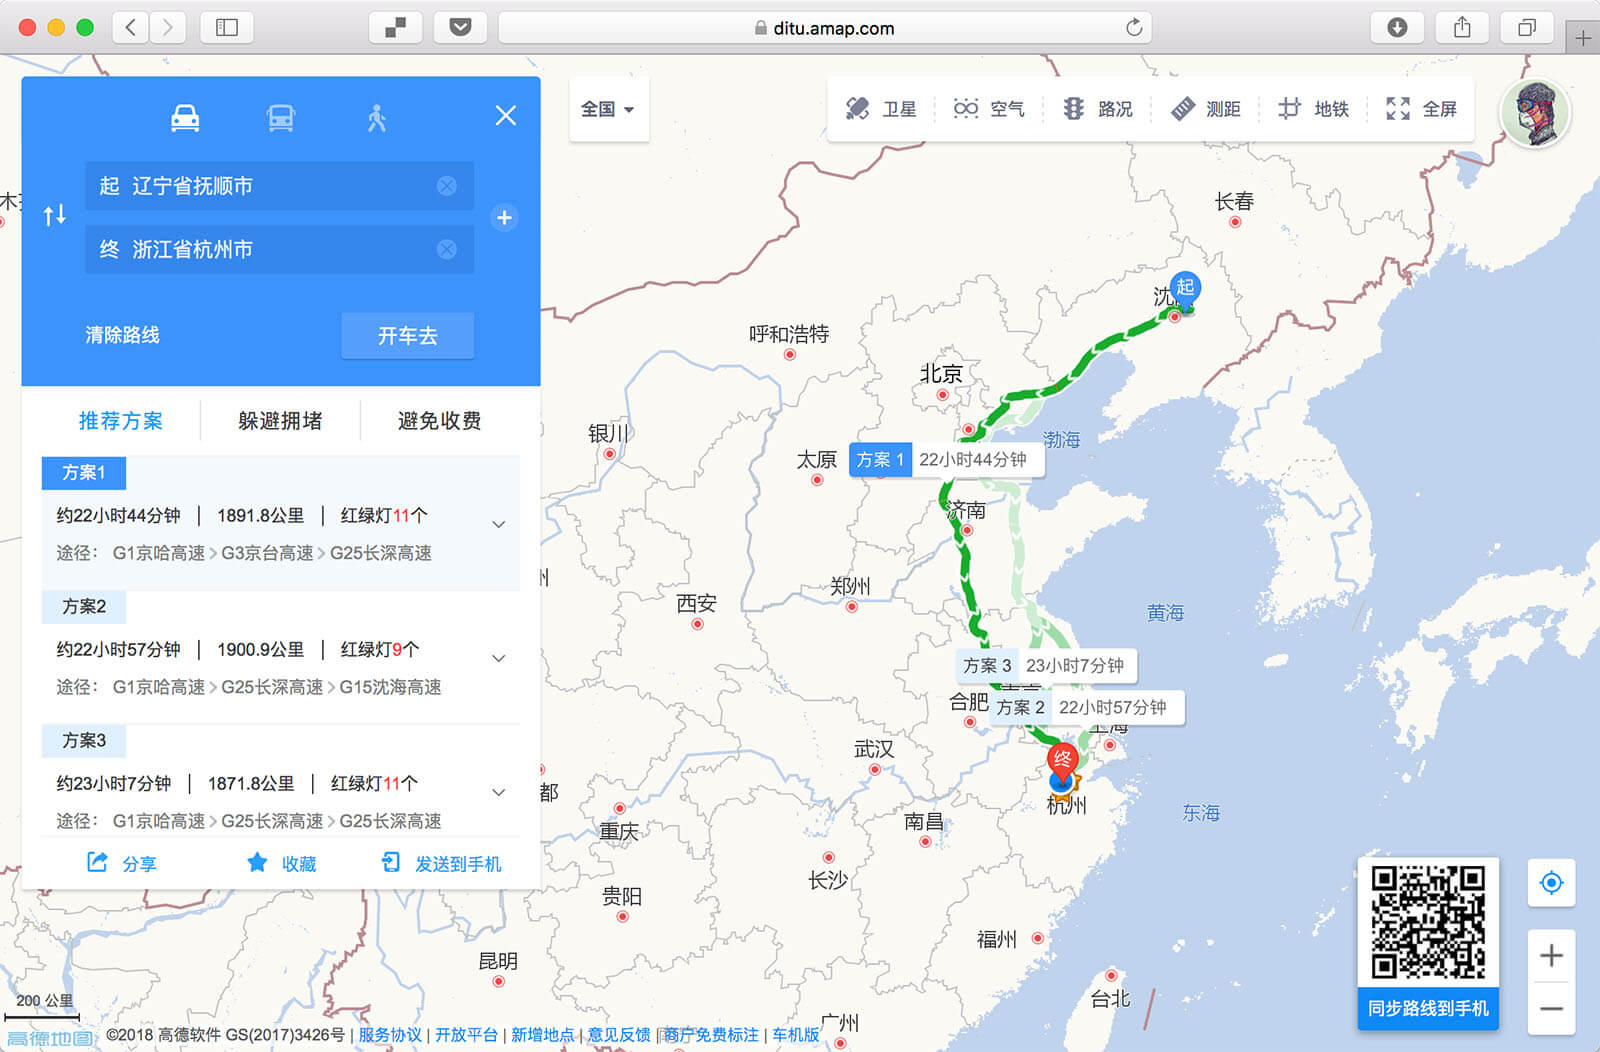 ditu.amap.com
全国
卫星
空气
路况
测距
地铁
全屏
起 辽宁省抚顺市
终 浙江省杭州市
清除路线
开车去
推荐方案
躲避拥堵
避免收费
方案1
约22小时44分钟 | 1891.8公里 | 红绿灯11个
途径： G1京哈高速>G3京台高速>G25长深高速
方案2
约22小时57分钟 | 1900.9公里 | 红绿灯9个
途径： G1京哈高速>G25长深高速>G15沈海高速
方案3
约23小时7分钟 | 1871.8公里 | 红绿灯11个
途径： G1京哈高速>G25长深高速>G25长深高速
分享
收藏
发送到手机
长春
沈
起
呼和浩特
北京
银川
太原
渤海
方案 1 22小时44分钟
济南
郑州
西安
黄海
方案 3 23小时7分钟
合肥
方案 2 22小时57分钟
上海
武汉
终
杭州
都
重庆
南昌
东海
长沙
贵阳
福州
昆明
台北
广州
同步路线到手机
200 公里
高德地图
©2018 高德软件 GS(2017)3426号 | 服务协议 | 开放平台 | 新增地点 | 意见反馈 | 商户免费标注 | 车机版